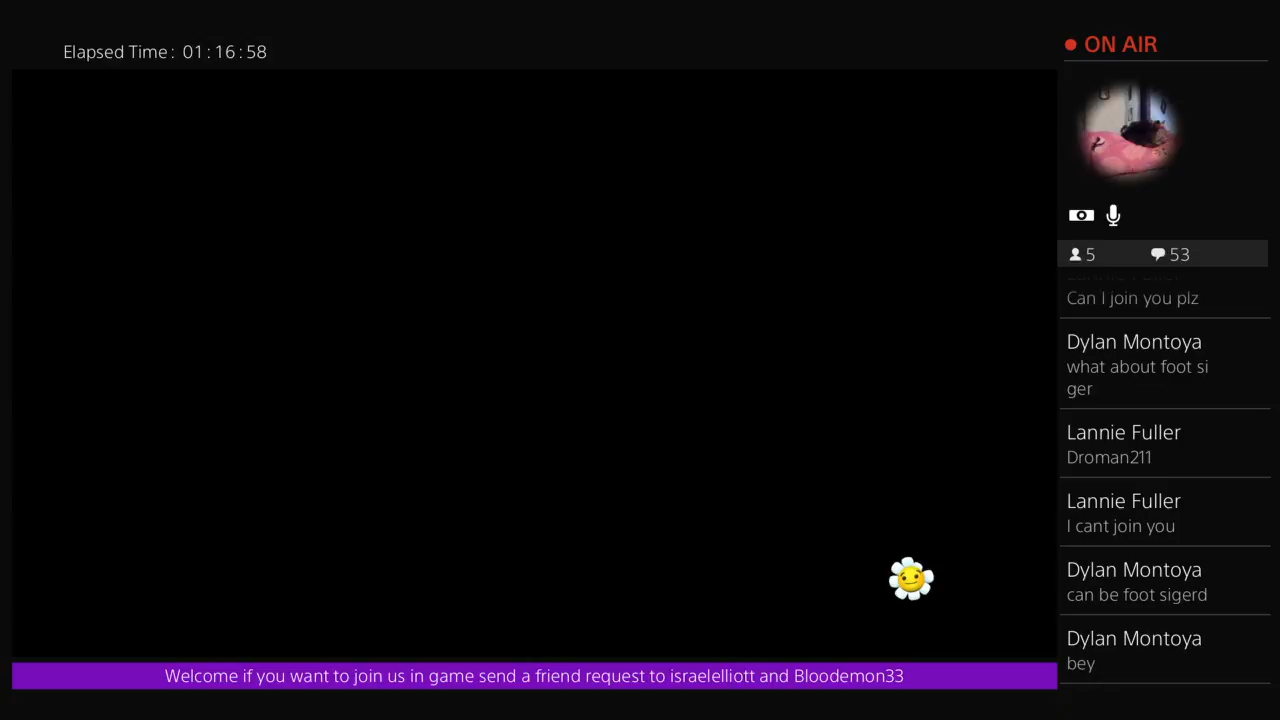 Elapsed Time: 01:16:58
ON AIR
5
53
Can I join you plz
Dylan Montoya
what about foot si
ger
Lannie Fuller
Droman211
Lannie Fuller
I cant join you
Dylan Montoya
can be foot sigerd
Dylan Montoya
bey
Welcome if you want to join us in game send a friend request to israelelliott and Bloodemon33